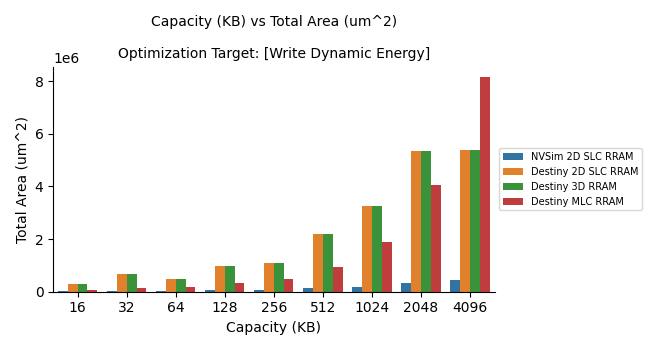 Capacity (KB) vs Total Area (um^2)
Optimization Target: [Write Dynamic Energy]
1e6
8
6
4
2
0
Total Area (um^2)
16 32 64 128 256 512 1024 2048 4096
Capacity (KB)
NVSim 2D SLC RRAM
Destiny 2D SLC RRAM
Destiny 3D RRAM
Destiny MLC RRAM